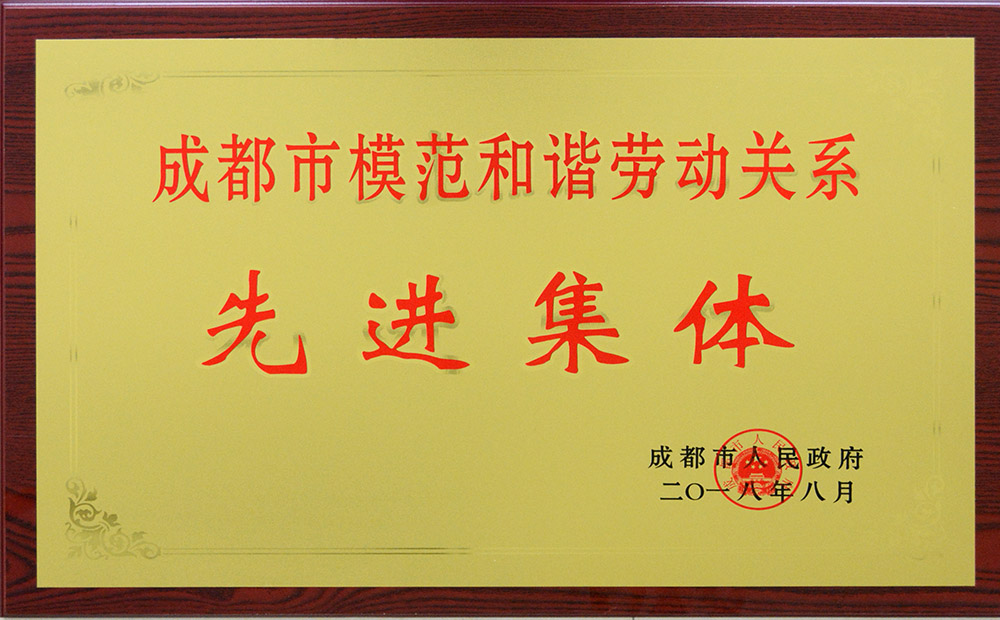 成都市模范和谐劳动关系
先进集体
成都市人民政府
二〇一八年八月